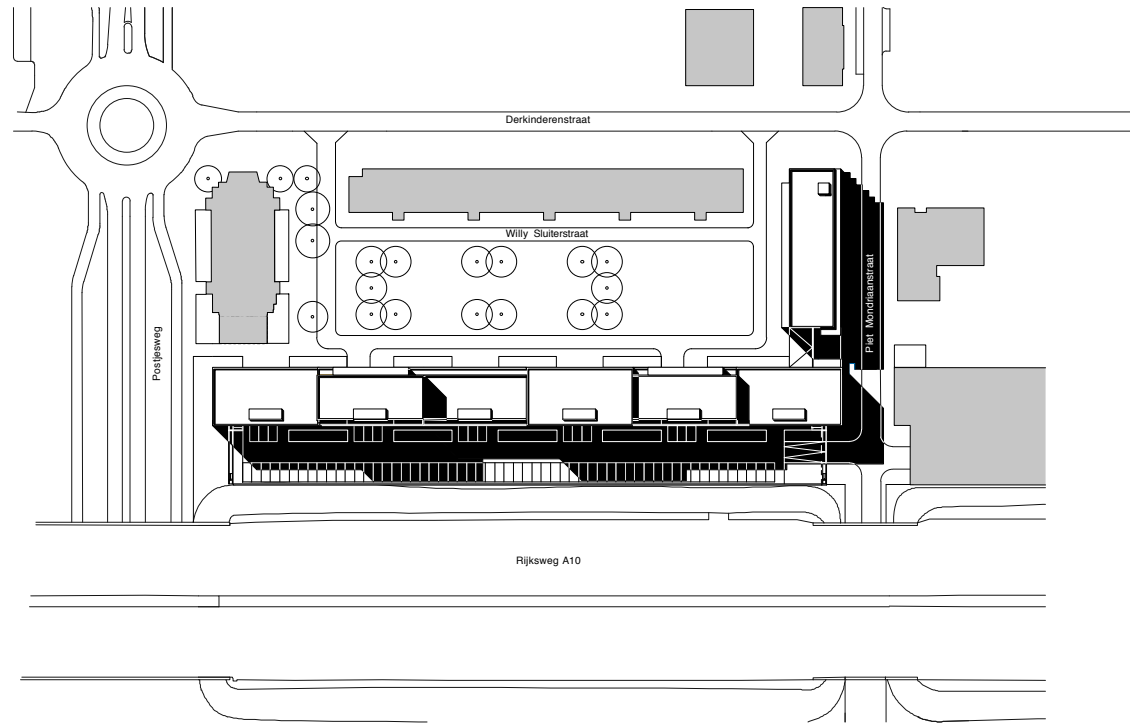 Derkinderenstraat
Willy Sluiterstraat
Piet Mondriaanstraat
Postjesweg
Rijksweg A10